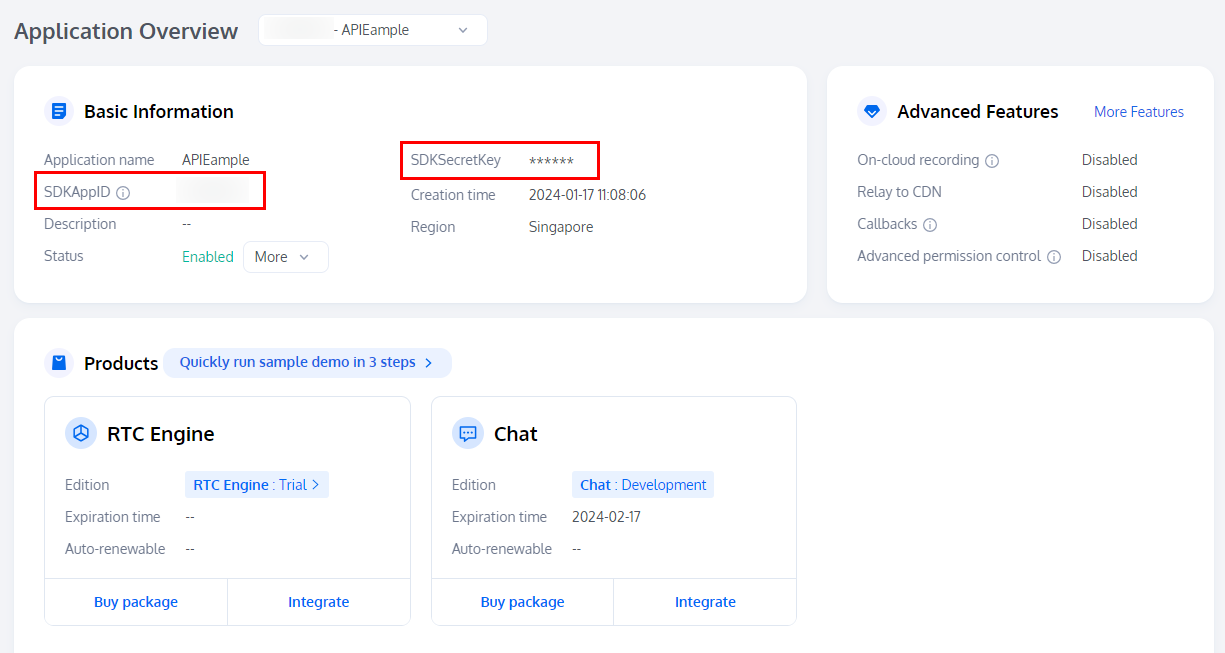 Application Overview
- APIEample
Basic Information
Application name APIEample
SDKAppID
Description --
Status Enabled More
SDKSecretKey ******
Creation time 2024-01-17 11:08:06
Region Singapore
Advanced Features More Features
On-cloud recording Disabled
Relay to CDN Disabled
Callbacks Disabled
Advanced permission control Disabled
Products Quickly run sample demo in 3 steps >
RTC Engine
Edition RTC Engine : Trial >
Expiration time --
Auto-renewable --
Buy package Integrate
Chat
Edition Chat : Development
Expiration time 2024-02-17
Auto-renewable --
Buy package Integrate